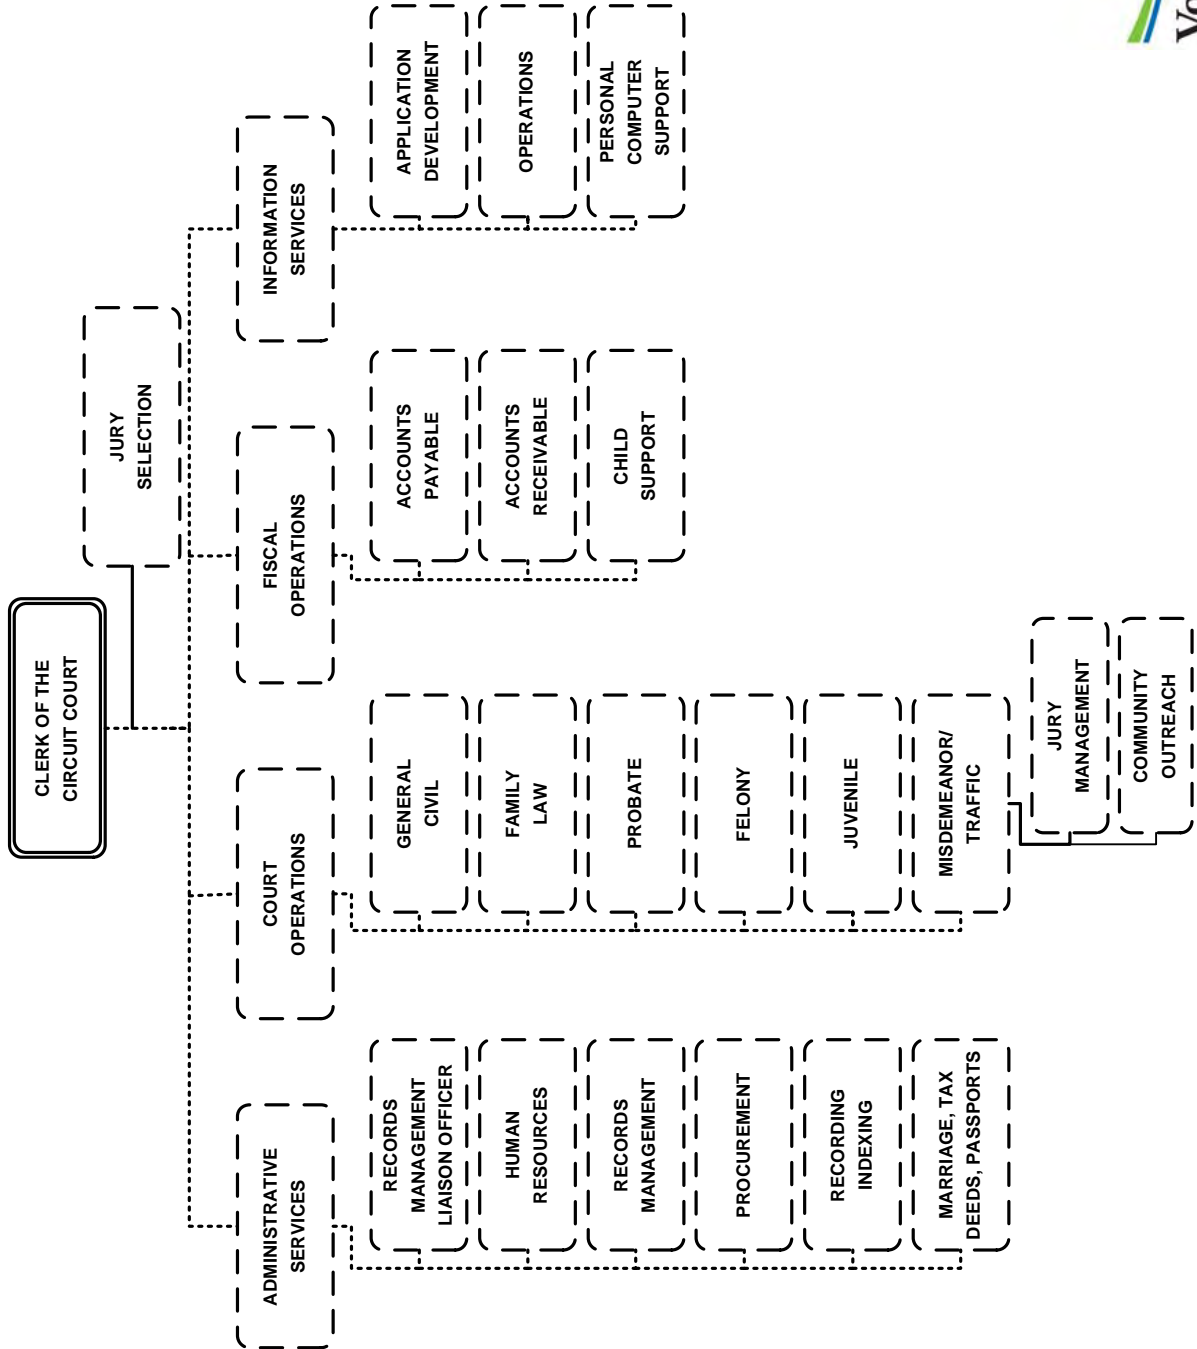 CLERK OF THE
CIRCUIT COURT
JURY
SELECTION
ADMINISTRATIVE
SERVICES
RECORDS
MANAGEMENT
LIAISON OFFICER
HUMAN
RESOURCES
RECORDS
MANAGEMENT
PROCUREMENT
RECORDING
INDEXING
MARRIAGE, TAX
DEEDS, PASSPORTS
COURT
OPERATIONS
GENERAL
CIVIL
FAMILY
LAW
PROBATE
FELONY
JUVENILE
MISDEMEANOR/
TRAFFIC
JURY
MANAGEMENT
COMMUNITY
OUTREACH
FISCAL
OPERATIONS
ACCOUNTS
PAYABLE
ACCOUNTS
RECEIVABLE
CHILD
SUPPORT
INFORMATION
SERVICES
APPLICATION
DEVELOPMENT
OPERATIONS
PERSONAL
COMPUTER
SUPPORT